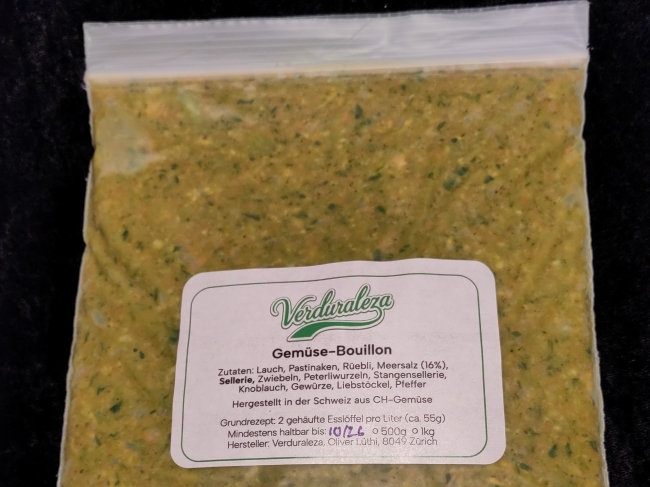 Verduraleza
Gemüse-Bouillon
Zutaten: Lauch, Pastinaken, Rüebli, Meersalz (16%),
Sellerie, Zwiebeln, Peterliwurzeln, Stangensellerie,
Knoblauch, Gewürze, Liebstöckel, Pfeffer
Hergestellt in der Schweiz aus CH-Gemüse
Grundrezept: 2 gehäufte Esslöffel pro Liter (ca. 55g)
Mindestens haltbar bis: 10/26 o 500g o 1kg
Hersteller: Verduraleza, Oliver Lüthi, 8049 Zürich